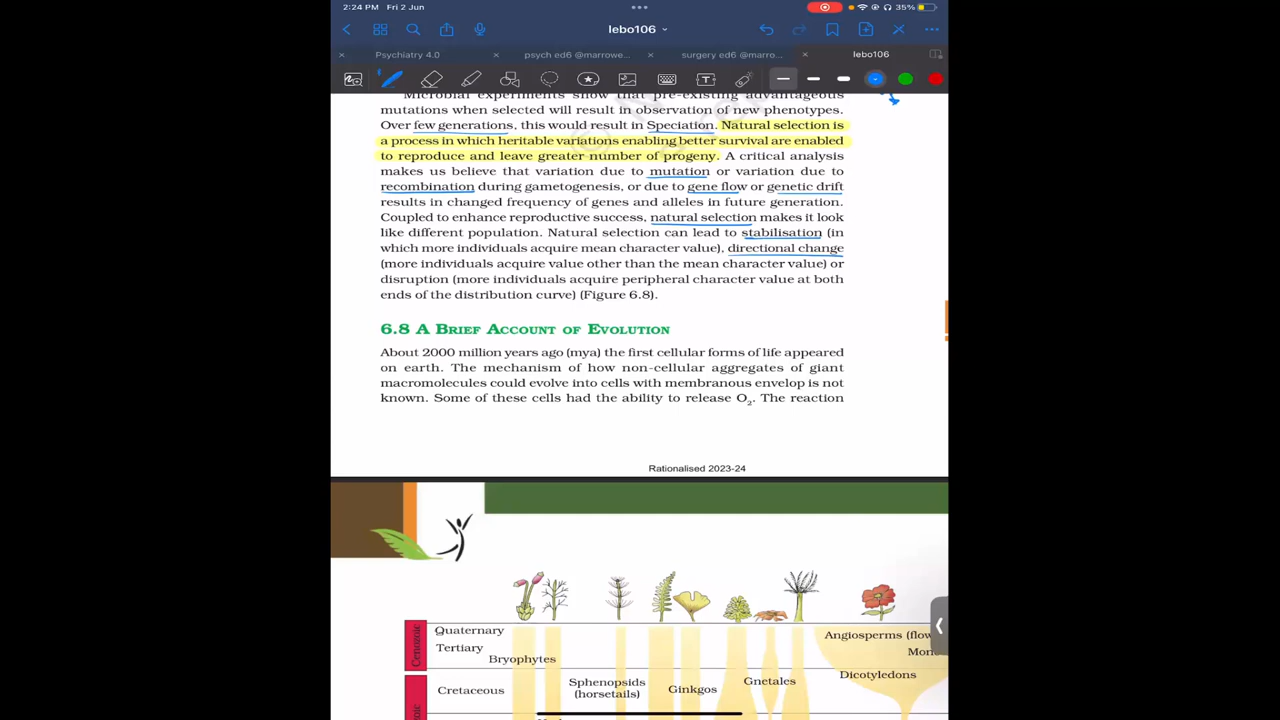 2:24 PM Fri 2 Jun
35%
lebo106
Psychiatry 4.0
psych ed6 @marrowe...
surgery ed6 @marro...
lebo106
Microbial experiments show that pre-existing advantageous
mutations when selected will result in observation of new phenotypes.
Over few generations, this would result in Speciation. Natural selection is
a process in which heritable variations enabling better survival are enabled
to reproduce and leave greater number of progeny. A critical analysis
makes us believe that variation due to mutation or variation due to
recombination during gametogenesis, or due to gene flow or genetic drift
results in changed frequency of genes and alleles in future generation.
Coupled to enhance reproductive success, natural selection makes it look
like different population. Natural selection can lead to stabilisation (in
which more individuals acquire mean character value), directional change
(more individuals acquire value other than the mean character value) or
disruption (more individuals acquire peripheral character value at both
ends of the distribution curve) (Figure 6.8).
6.8 A Brief Account of Evolution
About 2000 million years ago (mya) the first cellular forms of life appeared
on earth. The mechanism of how non-cellular aggregates of giant
macromolecules could evolve into cells with membranous envelop is not
known. Some of these cells had the ability to release O2. The reaction
Rationalised 2023-24
Cenozoic
Quaternary
Tertiary
Bryophytes
Angiosperms (flow
Mono
Dicotyledons
Cretaceous
Sphenopsids
(horsetails)
Ginkgos
Gnetales